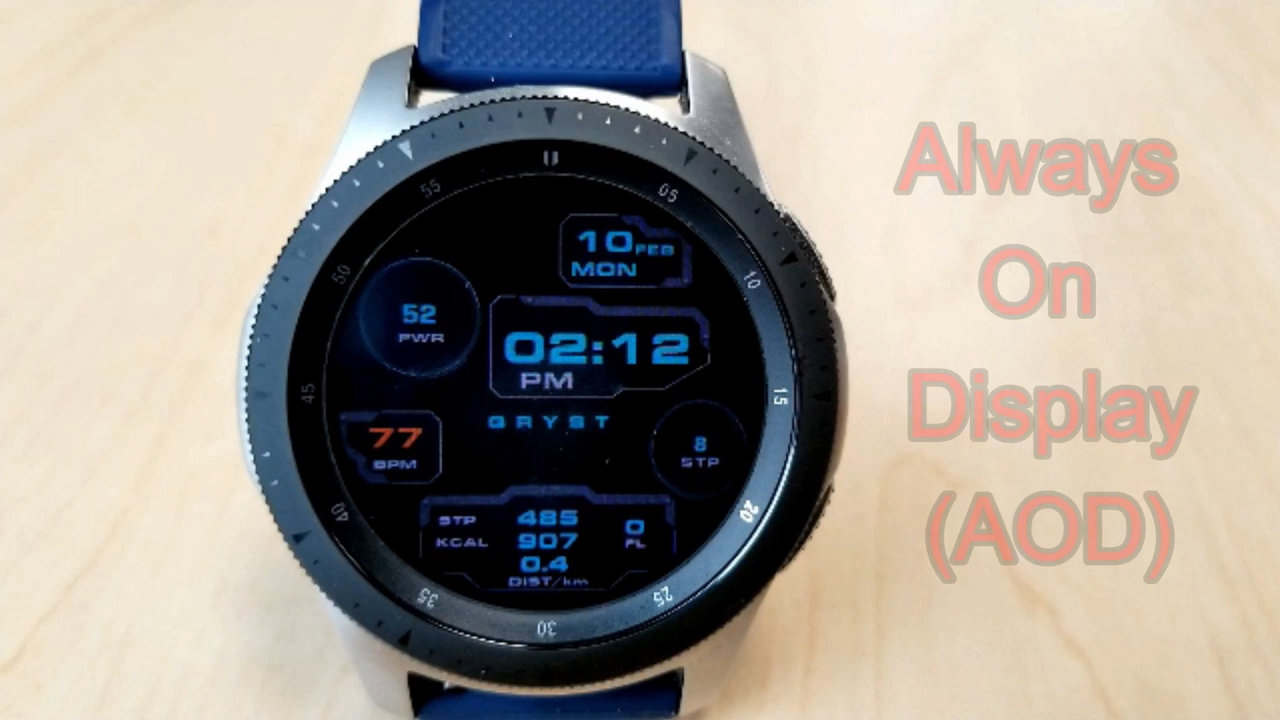 Always
On
Display
(AOD)
55
05
50
10
45
15
40
20
35
25
30
10 FEB
MON
52
PWR
02:12
PM
GRYST
77
BPM
8
STP
STP 485
KCAL 907
0.4
DIST/km
0
FL